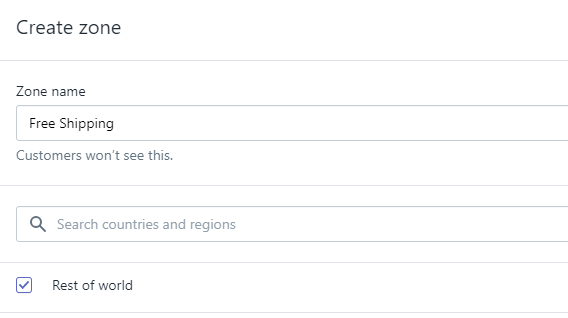 Create zone
Zone name
Free Shipping
Customers won't see this.
Search countries and regions
Rest of world